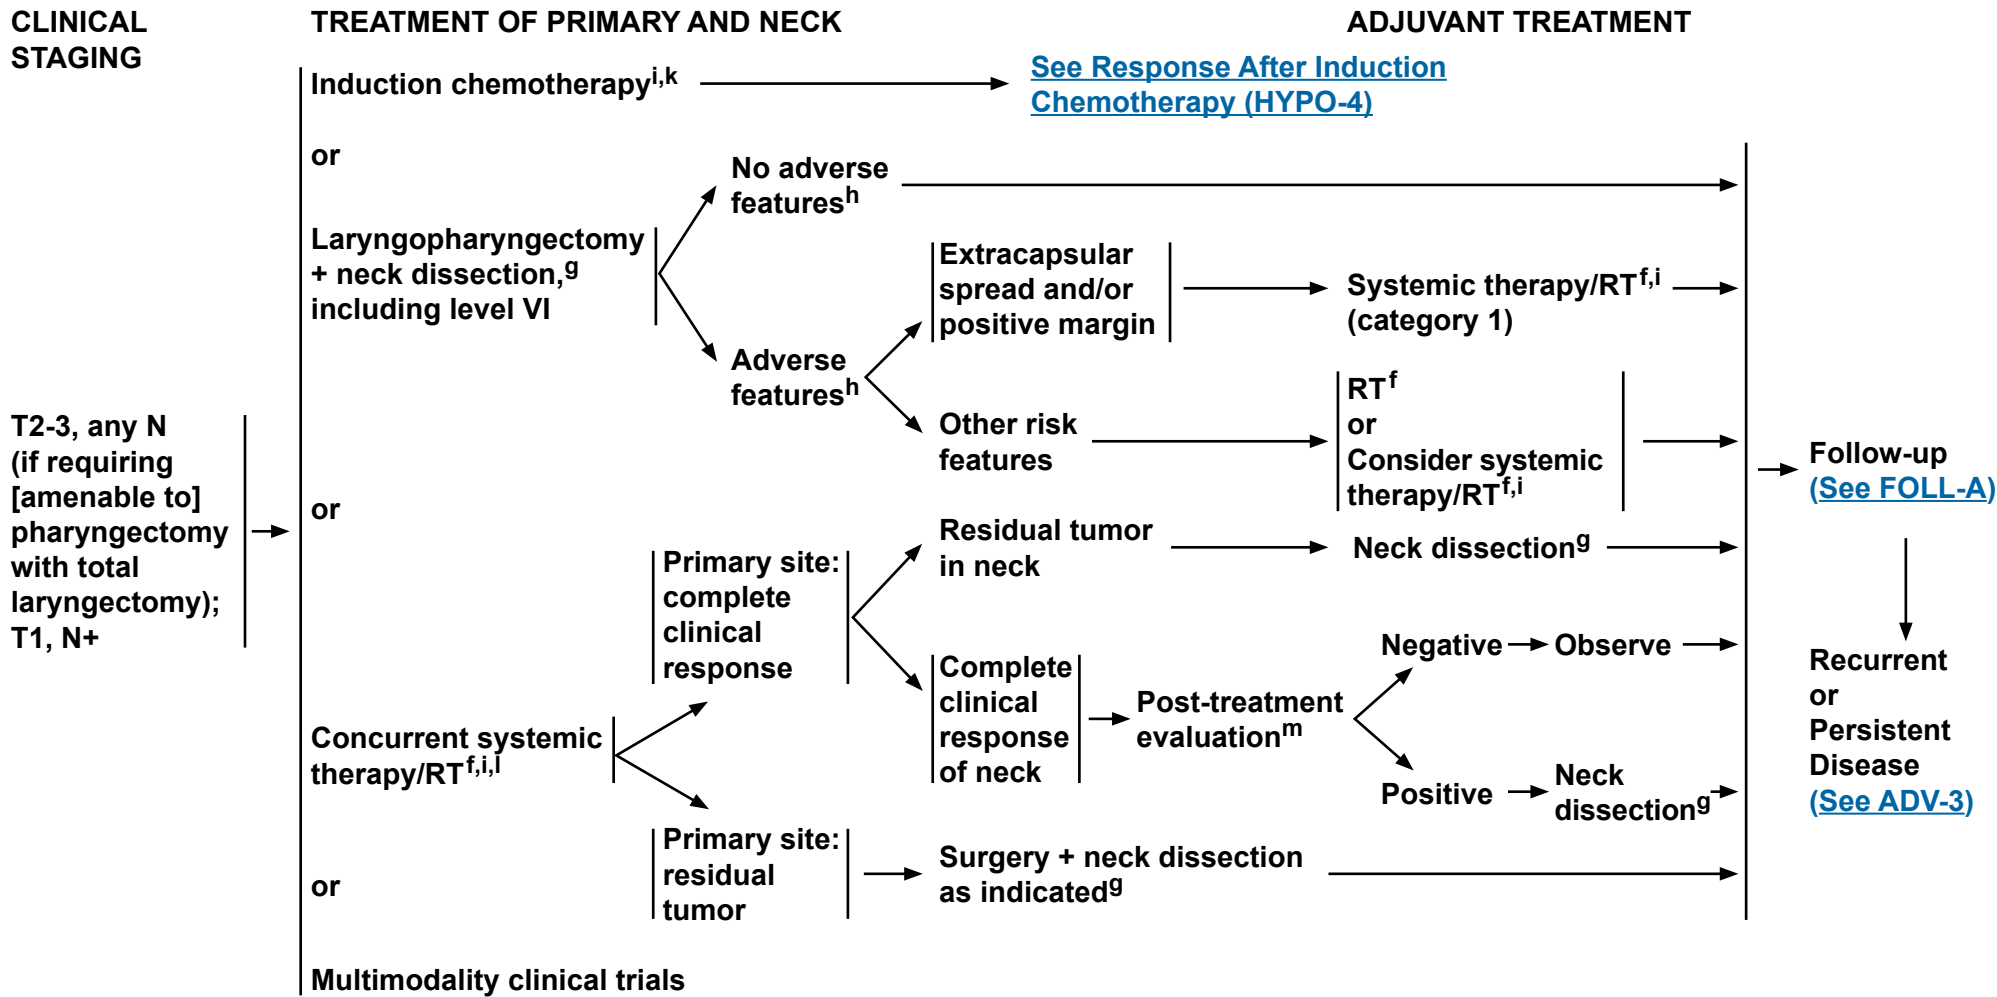 CLINICAL
STAGING
TREATMENT OF PRIMARY AND NECK
ADJUVANT TREATMENT
T2-3, any N
(if requiring
[amenable to]
pharyngectomy
with total
laryngectomy);
T1, N+
Induction chemotherapyi,k
See Response After Induction
Chemotherapy (HYPO-4)
or
Laryngopharyngectomy
+ neck dissection,g
including level VI
No adverse
featuresh
Adverse
featuresh
Extracapsular
spread and/or
positive margin
Systemic therapy/RTf,i
(category 1)
Other risk
features
RTf
or
Consider systemic
therapy/RTf,i
or
Concurrent systemic
therapy/RTf,i,l
Primary site:
complete
clinical
response
Residual tumor
in neck
Neck dissectiong
Complete
clinical
response
of neck
Post-treatment
evaluationm
Negative
Observe
Positive
Neck
dissectiong
Primary site:
residual
tumor
Surgery + neck dissection
as indicatedg
or
Multimodality clinical trials
Follow-up
(See FOLL-A)
Recurrent
or
Persistent
Disease
(See ADV-3)